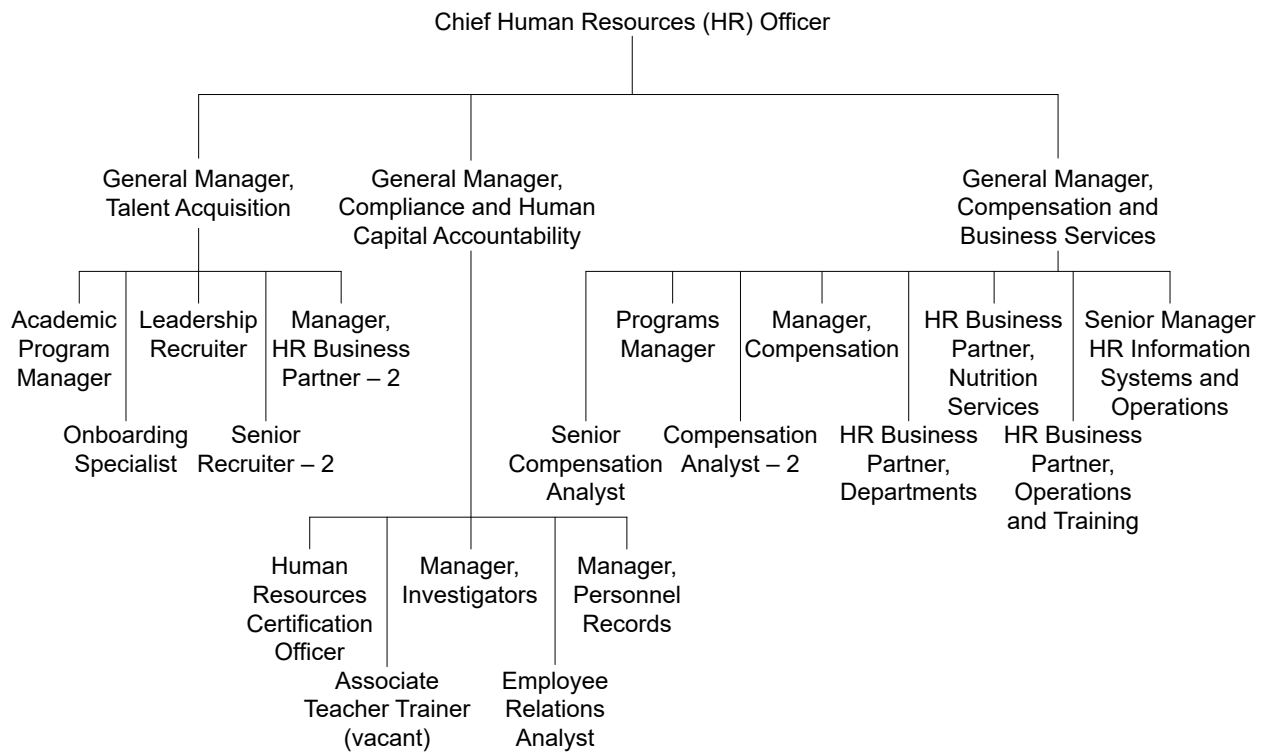 Chief Human Resources (HR) Officer
General Manager,
Talent Acquisition
General Manager,
Compliance and Human
Capital Accountability
General Manager,
Compensation and
Business Services
Academic
Program
Manager
Onboarding
Specialist
Leadership
Recruiter
Senior
Recruiter – 2
Manager,
HR Business
Partner – 2
Human
Resources
Certification
Officer
Associate
Teacher Trainer
(vacant)
Manager,
Investigators
Employee
Relations
Analyst
Manager,
Personnel
Records
Senior
Compensation
Analyst
Programs
Manager
Compensation
Analyst – 2
Manager,
Compensation
HR Business
Partner,
Departments
HR Business
Partner,
Nutrition
Services
HR Business
Partner,
Operations
and Training
Senior Manager
HR Information
Systems and
Operations